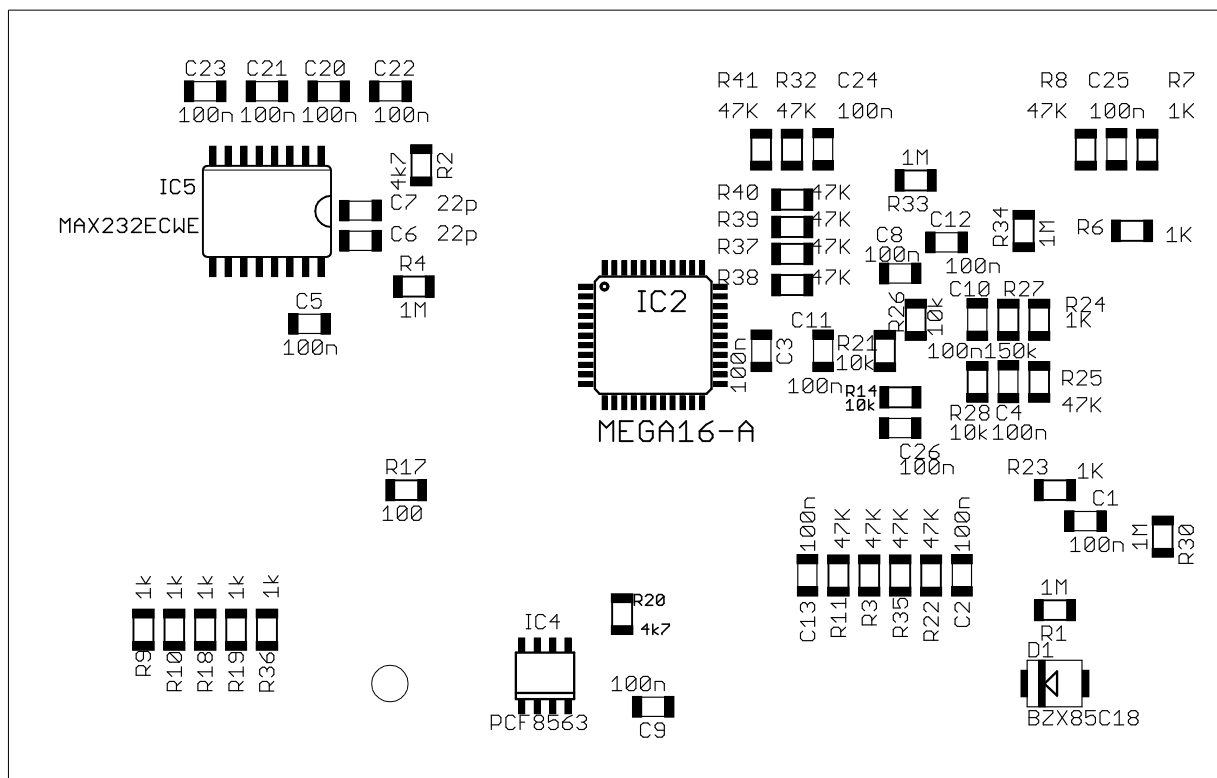 C23 C21 C20 C22
100n 100n 100n 100n
R41 R32 C24
47K 47K 100n
R8 C25 R7
47K 100n 1K
IC5
MAX232ECWE
4k7
R2
C7 22p
C6 22p
R4
1M
C5
100n
1M
R33
R40 47K
R39 47K
R37 47K
R38 47K
C12
100n
C8
100n
R34
1M
R6 1K
IC2
MEGA16-A
100n
C3
C11
100n
R21
10k
R26
10k
C10 R27
100n 150k
R24
1K
R14
10k
R25
47K
R28 C4
10k 100n
C26
100n
R17
100
R23 1K
C1
100n
1M
R30
100n 47K 47K 47K 47K 100n
C13 R11 R3 R35 R22 C2
1k 1k 1k 1k 1k
R9 R10 R18 R19 R36
R20
4k7
IC4
PCF8563
100n
C9
1M
R1
D1
BZX85C18